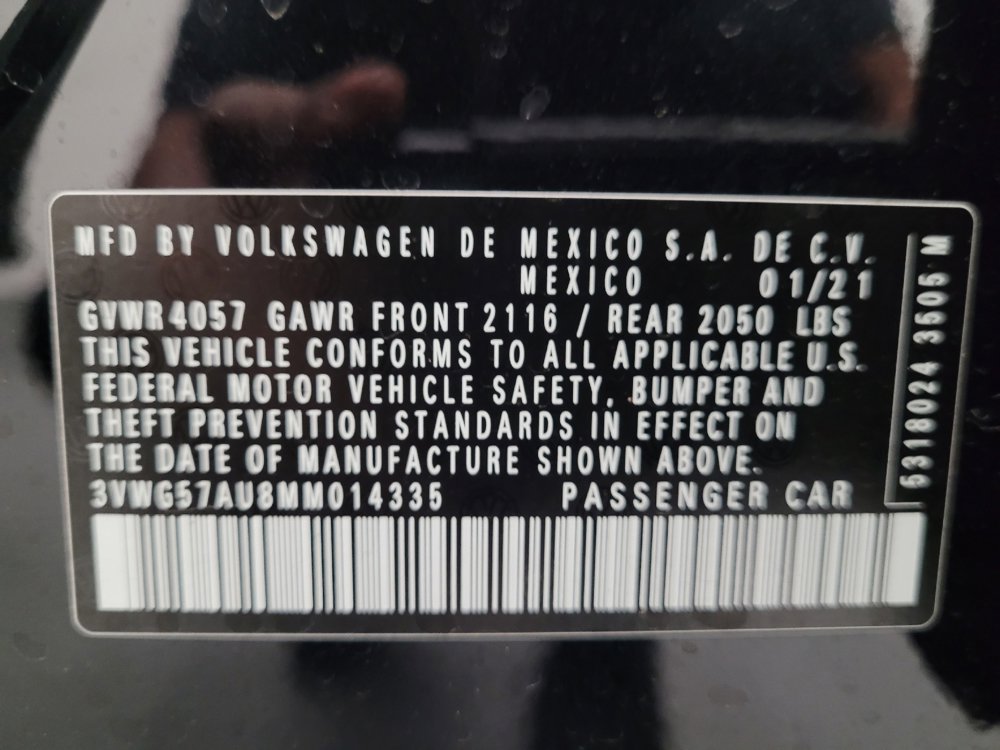 MFD BY VOLKSWAGEN DE MEXICO S.A. DE C.V.
MEXICO 01/21
GVWR4057 GAWR FRONT 2116 / REAR 2050 LBS
THIS VEHICLE CONFORMS TO ALL APPLICABLE U.S.
FEDERAL MOTOR VEHICLE SAFETY, BUMPER AND
THEFT PREVENTION STANDARDS IN EFFECT ON
THE DATE OF MANUFACTURE SHOWN ABOVE.
3VWG57AU8MM014335 PASSENGER CAR
5318024 3505 M